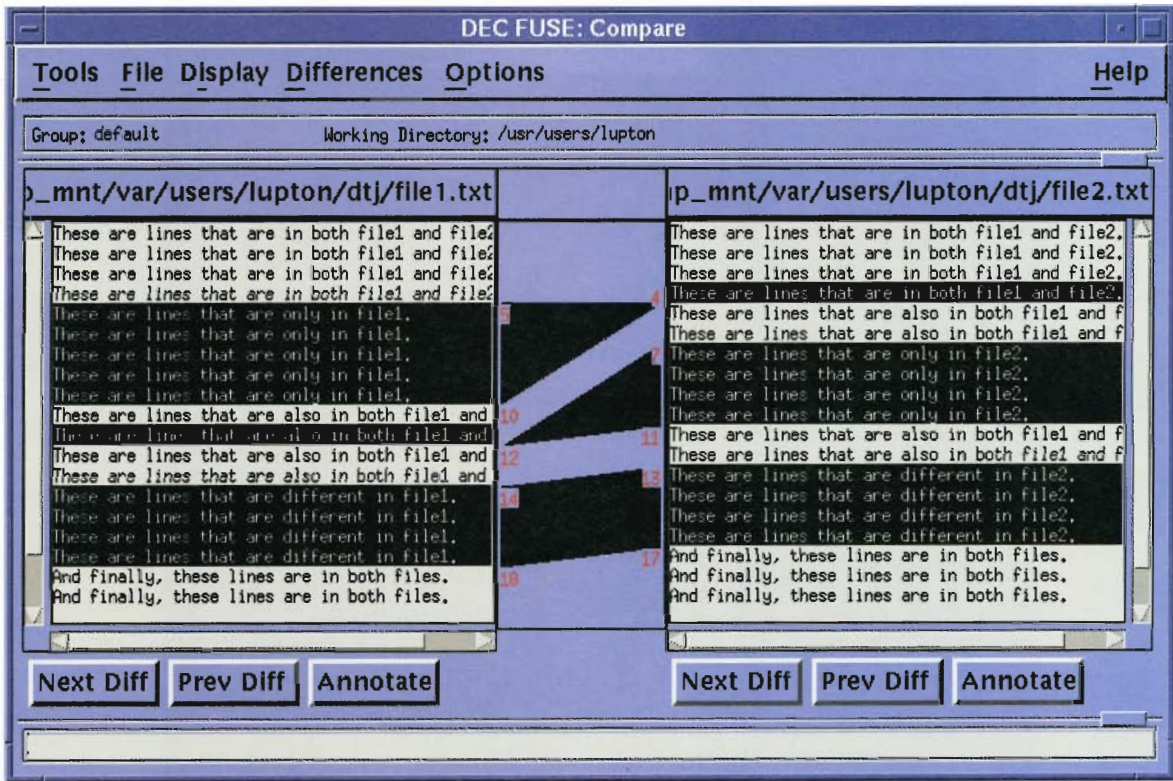 DEC FUSE: Compare
Tools File Display Differences Options Help
Group: default Working Directory: /usr/users/lupton
p_mnt/var/users/lupton/dtj/file1.txt
These are lines that are in both file1 and file2
These are lines that are in both file1 and file2
These are lines that are in both file1 and file2
These are lines that are in both file1 and file2
These are lines that are only in file1.
These are lines that are only in file1.
These are lines that are only in file1.
These are lines that are only in file1.
These are lines that are only in file1.
These are lines that are also in both file1 and
These are lines that are also in both file1 and
These are lines that are also in both file1 and
These are lines that are also in both file1 and
These are lines that are different in file1.
These are lines that are different in file1.
These are lines that are different in file1.
These are lines that are different in file1.
And finally, these lines are in both files.
And finally, these lines are in both files.
Next Diff Prev Diff Annotate
5
10
12
14
18
4
7
11
13
17
p_mnt/var/users/lupton/dtj/file2.txt
These are lines that are in both file1 and file2.
These are lines that are in both file1 and file2.
These are lines that are in both file1 and file2.
These are lines that are in both file1 and file2.
These are lines that are also in both file1 and f
These are lines that are also in both file1 and f
These are lines that are only in file2.
These are lines that are only in file2.
These are lines that are only in file2.
These are lines that are only in file2.
These are lines that are also in both file1 and f
These are lines that are also in both file1 and f
These are lines that are different in file2.
These are lines that are different in file2.
These are lines that are different in file2.
These are lines that are different in file2.
And finally, these lines are in both files.
And finally, these lines are in both files.
And finally, these lines are in both files.
Next Diff Prev Diff Annotate